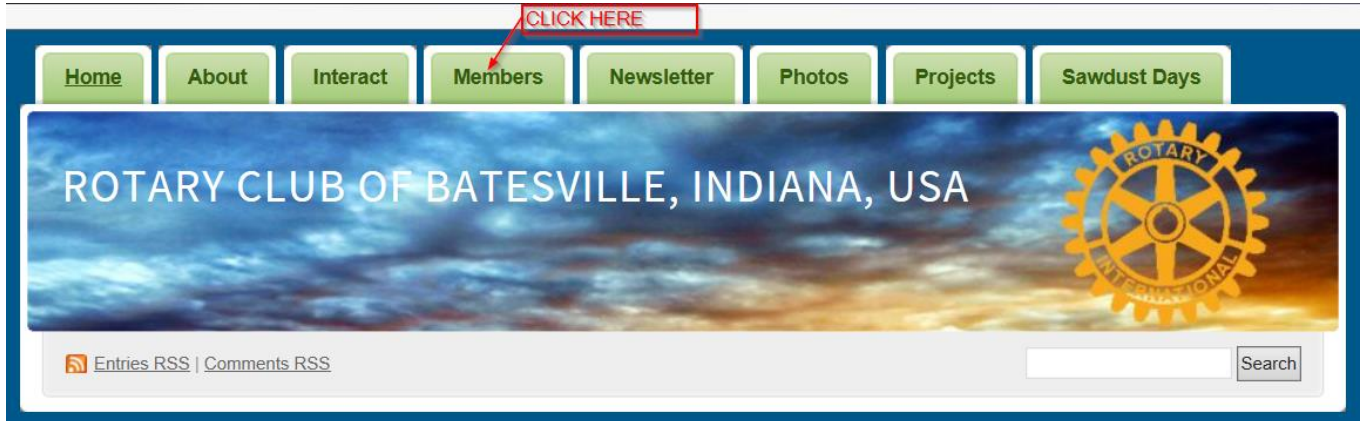 CLICK HERE
Home About Interact Members Newsletter Photos Projects Sawdust Days
ROTARY CLUB OF BATESVILLE, INDIANA, USA
ROTARY
INTERNATIONAL
Entries RSS | Comments RSS
Search